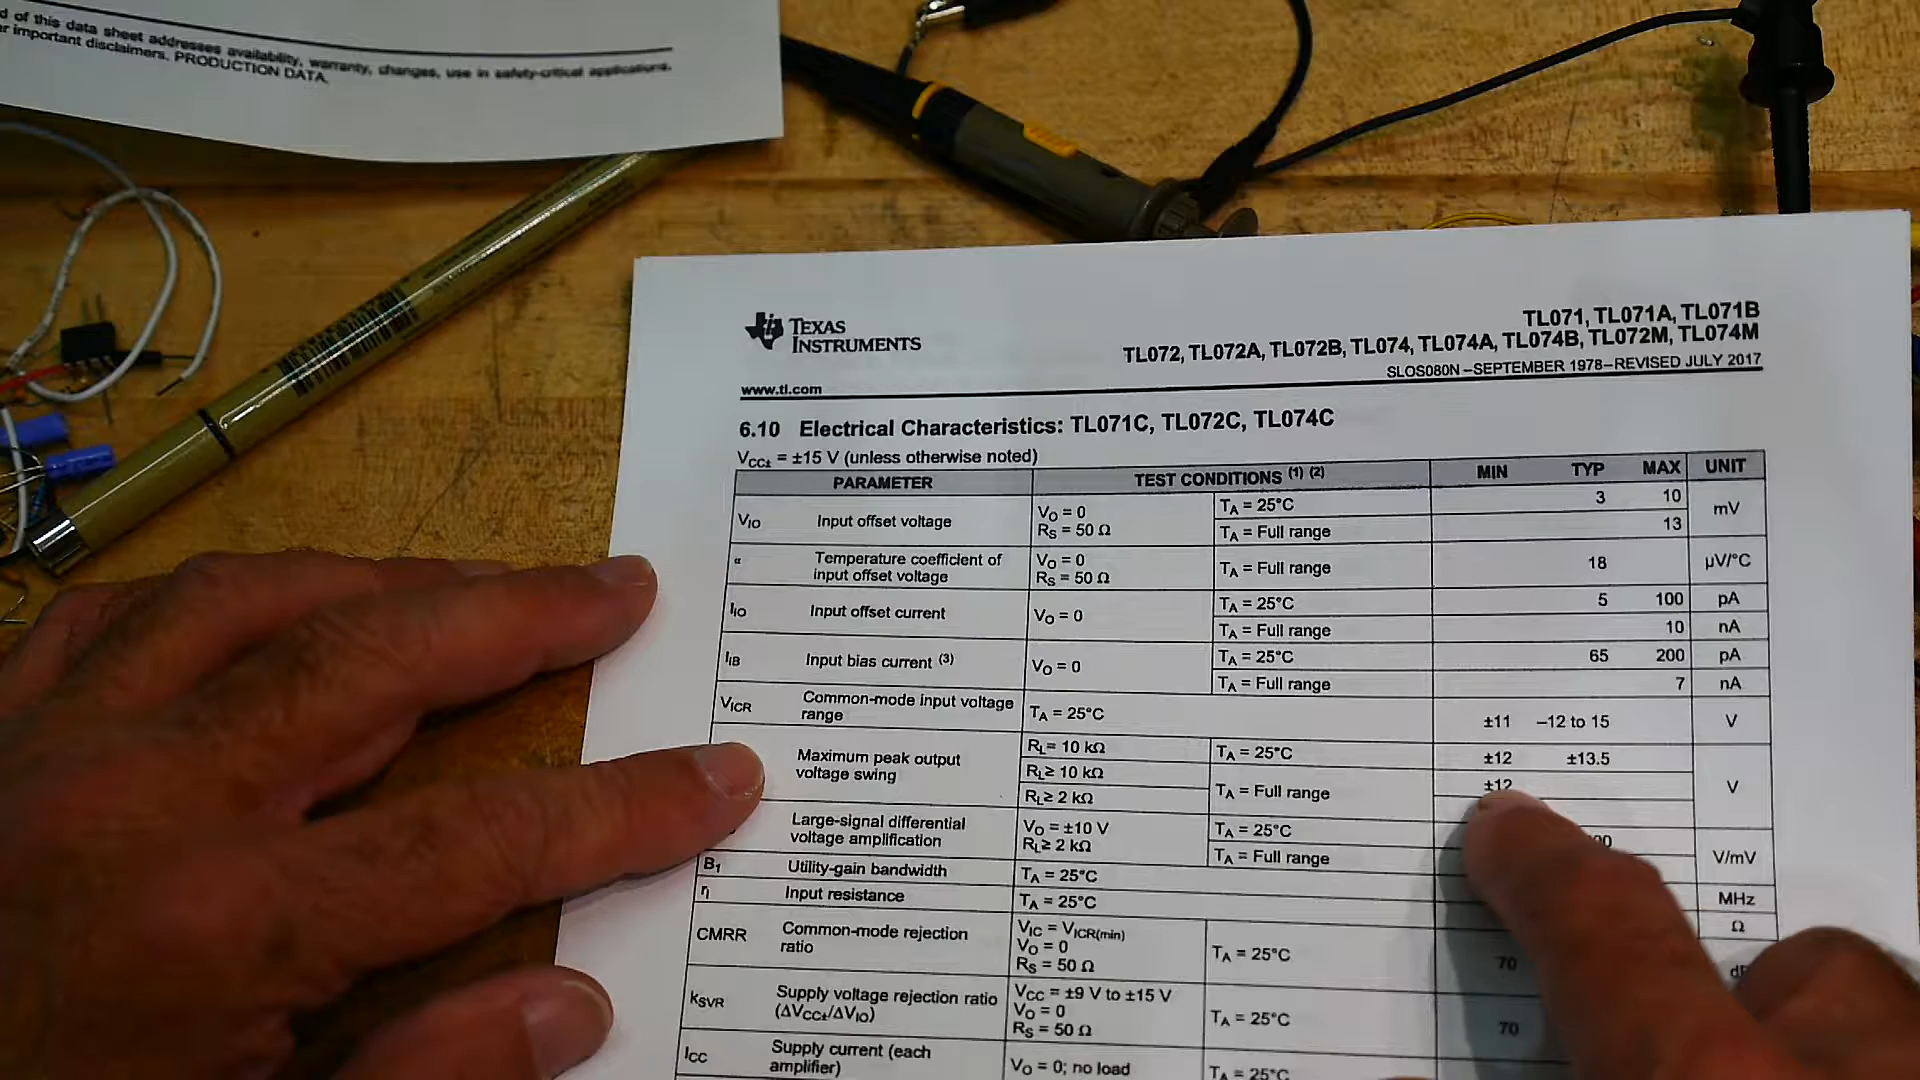 d of this data sheet addresses availability, warranty, changes, use in safety-critical applications,
important disclaimers. PRODUCTION DATA.
TEXAS
INSTRUMENTS
www.ti.com
TL071, TL071A, TL071B
TL072, TL072A, TL072B, TL074, TL074A, TL074B, TL072M, TL074M
SLOS080N –SEPTEMBER 1978–REVISED JULY 2017
6.10 Electrical Characteristics: TL071C, TL072C, TL074C
VCC± = ±15 V (unless otherwise noted)
PARAMETER TEST CONDITIONS (1) (2) MIN TYP MAX UNIT
VIO Input offset voltage VO = 0 RS = 50 Ω TA = 25°C 3 10 mV
TA = Full range 13
α Temperature coefficient of input offset voltage VO = 0 RS = 50 Ω TA = Full range 18 µV/°C
IIO Input offset current VO = 0 TA = 25°C 5 100 pA
TA = Full range 10 nA
IIB Input bias current (3) VO = 0 TA = 25°C 65 200 pA
TA = Full range 7 nA
VICR Common-mode input voltage range TA = 25°C ±11 –12 to 15 V
Maximum peak output voltage swing RL= 10 kΩ TA = 25°C ±12 ±13.5 V
RL≥ 10 kΩ TA = Full range ±12
RL≥ 2 kΩ
Large-signal differential voltage amplification VO = ±10 V RL≥ 2 kΩ TA = 25°C V/mV
TA = Full range
B1 Utility-gain bandwidth TA = 25°C MHz
ri Input resistance TA = 25°C Ω
CMRR Common-mode rejection ratio VIC = VICR(min) VO = 0 RS = 50 Ω TA = 25°C 70
kSVR Supply voltage rejection ratio (ΔVCC±/ΔVIO) VCC = ±9 V to ±15 V VO = 0 RS = 50 Ω TA = 25°C 70
ICC Supply current (each amplifier) VO = 0; no load TA = 25°C